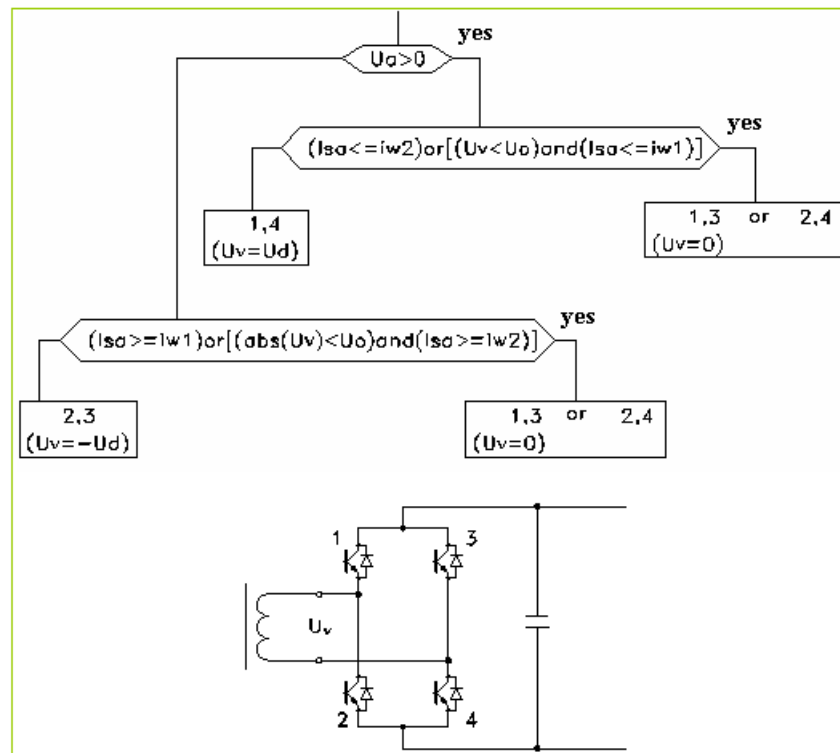 yes
Ua>0
yes
(Isa<=iw2)or[(Uv<Uo)and(Isa<=iw1)]
1,4
(Uv=Ud)
1,3 or 2,4
(Uv=0)
yes
(Isa>=iw1)or[(abs(Uv)<Uo)and(Isa>=iw2)]
2,3
(Uv=-Ud)
1,3 or 2,4
(Uv=0)
1 3
Uv
2 4